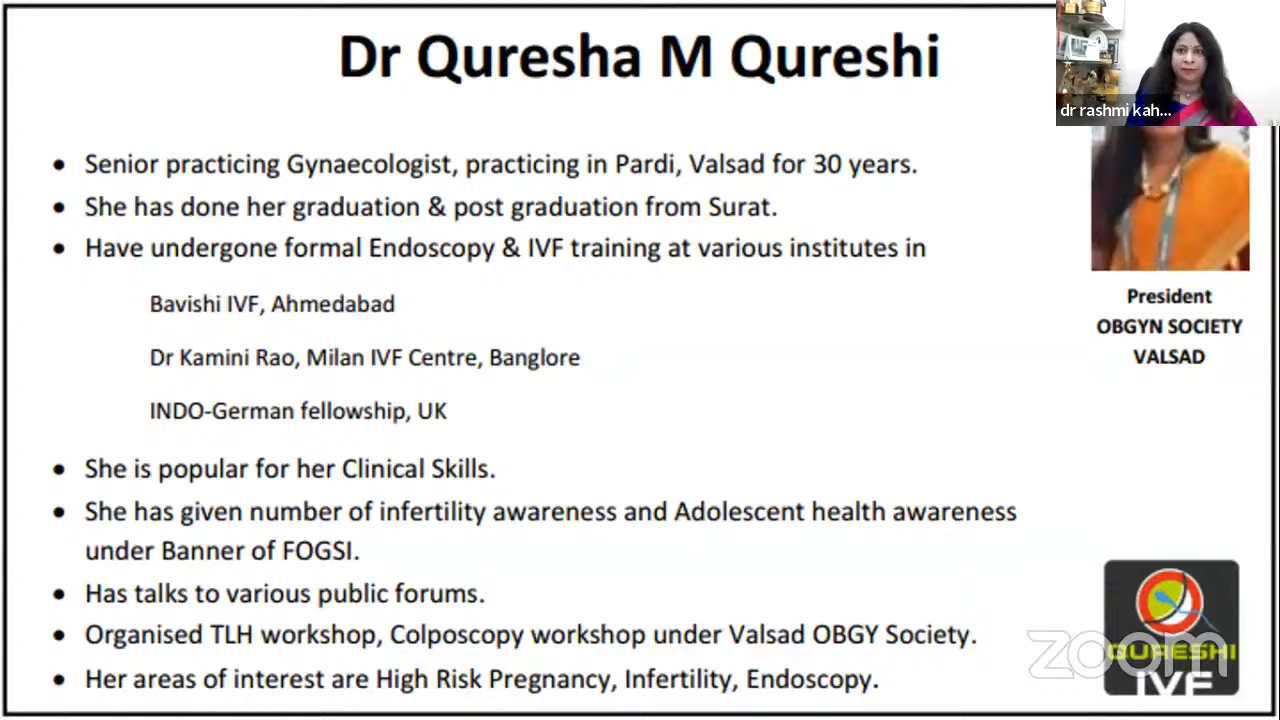 Dr Quresha M Qureshi
dr rashmi kah...
• Senior practicing Gynaecologist, practicing in Pardi, Valsad for 30 years.
• She has done her graduation & post graduation from Surat.
• Have undergone formal Endoscopy & IVF training at various institutes in
Bavishi IVF, Ahmedabad
Dr Kamini Rao, Milan IVF Centre, Banglore
INDO-German fellowship, UK
President
OBGYN SOCIETY
VALSAD
• She is popular for her Clinical Skills.
• She has given number of infertility awareness and Adolescent health awareness
under Banner of FOGSI.
• Has talks to various public forums.
• Organised TLH workshop, Colposcopy workshop under Valsad OBGY Society.
• Her areas of interest are High Risk Pregnancy, Infertility, Endoscopy.
zoom
QURESHI
IVF